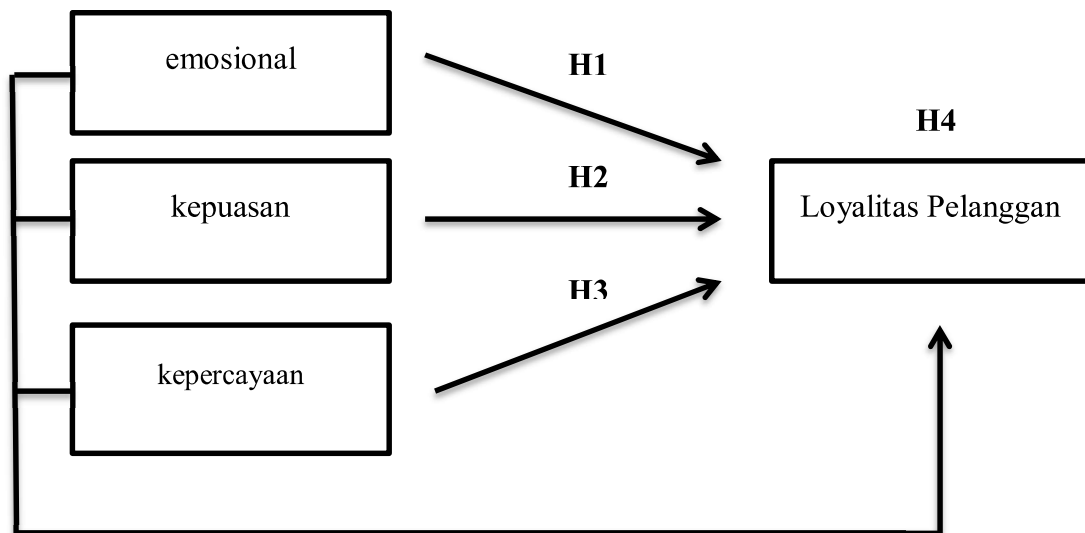 emosional
H1
H4
kepuasan
H2
Loyalitas Pelanggan
H3
kepercayaan